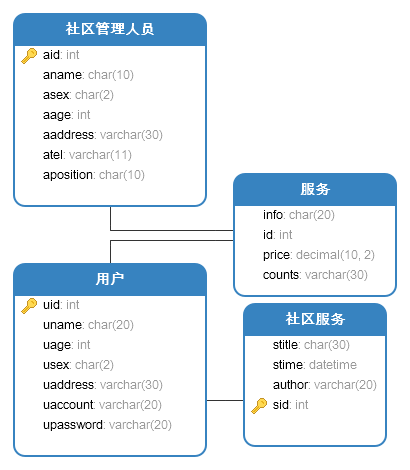 社区管理人员
aid: int
aname: char(10)
asex: char(2)
aage: int
aaddress: varchar(30)
atel: varchar(11)
aposition: char(10)
服务
info: char(20)
id: int
price: decimal(10, 2)
counts: varchar(30)
用户
uid: int
uname: char(20)
uage: int
usex: char(2)
uaddress: varchar(30)
uaccount: varchar(20)
upassword: varchar(20)
社区服务
stitle: char(30)
stime: datetime
author: varchar(20)
sid: int